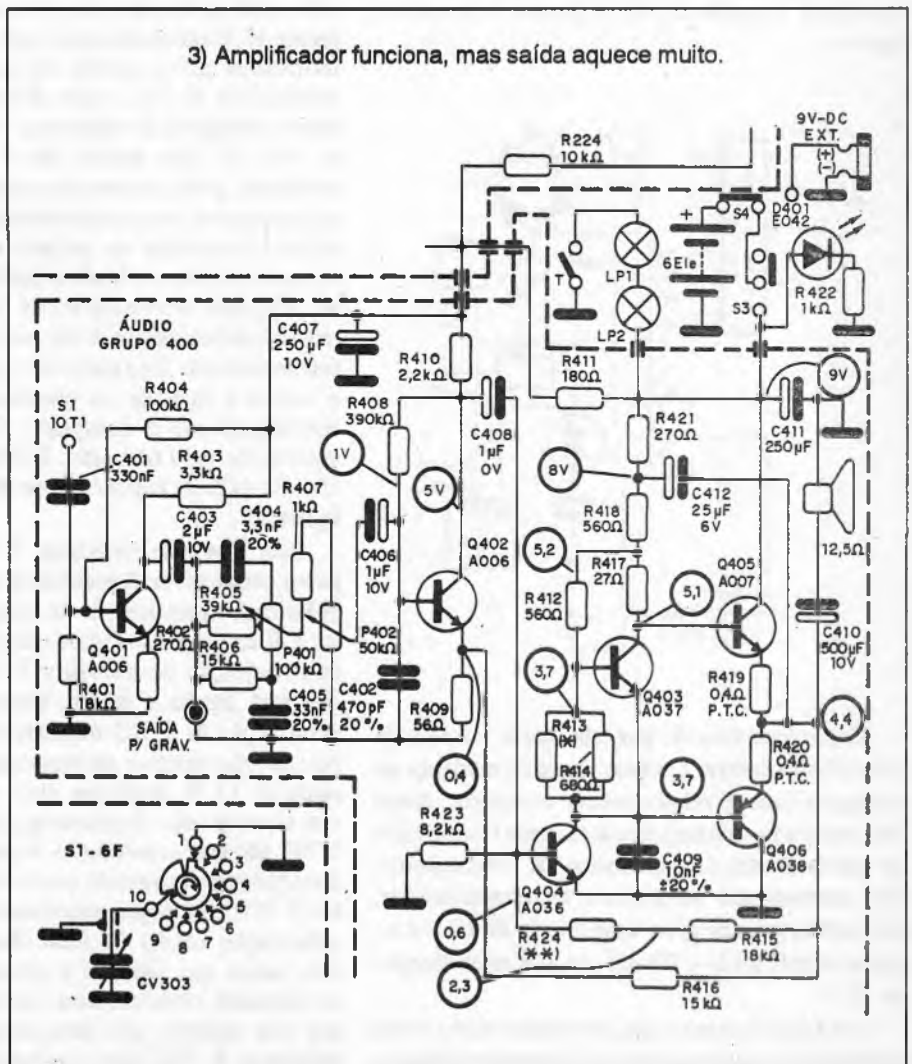 3) Amplificador funciona, mas saída aquece muito.
9V-DC
EXT.
(+)
(-)
R224
10kΩ
S4
D401
E042
+
6Ele
LP1
T
LP2
S3
R422
1kΩ
ÁUDIO
GRUPO 400
C407
250µF
10V
R410
2,2kΩ
R411
180Ω
9V
R404
100kΩ
R408
390kΩ
C408
1µF
0V
R421
270Ω
C411
250µF
S1
10T1
1V
8V
C401
330nF
R403
3,3kΩ
R407
1kΩ
5V
C412
25µF
6V
C403
2µF
10V
C404
3,3nF
20%
R418
560Ω
12,5Ω
C406
1µF
10V
Q402
A006
5,2
R417
27Ω
Q405
A007
R412
560Ω
5,1
R405
39kΩ
R402
270Ω
R406
15kΩ
P401
100kΩ
P402
50kΩ
C410
500µF
10V
Q401
A006
3,7
Q403
A037
R419
0,4Ω
P.T.C.
R401
18kΩ
C405
33nF
20%
C402
470pF
20%
R409
56Ω
R413
(*)
4,4
SAÍDA
P/ GRAV.
R414
680Ω
3,7
R420
0,4Ω
P.T.C.
0,4
R423
8,2kΩ
Q406
A038
C409
10nF
±20%
S1-6F
2
3
4
5
6
7
10
Q404
A036
0,6
R424
(**)
R415
18kΩ
2,3
R416
15kΩ
CV303